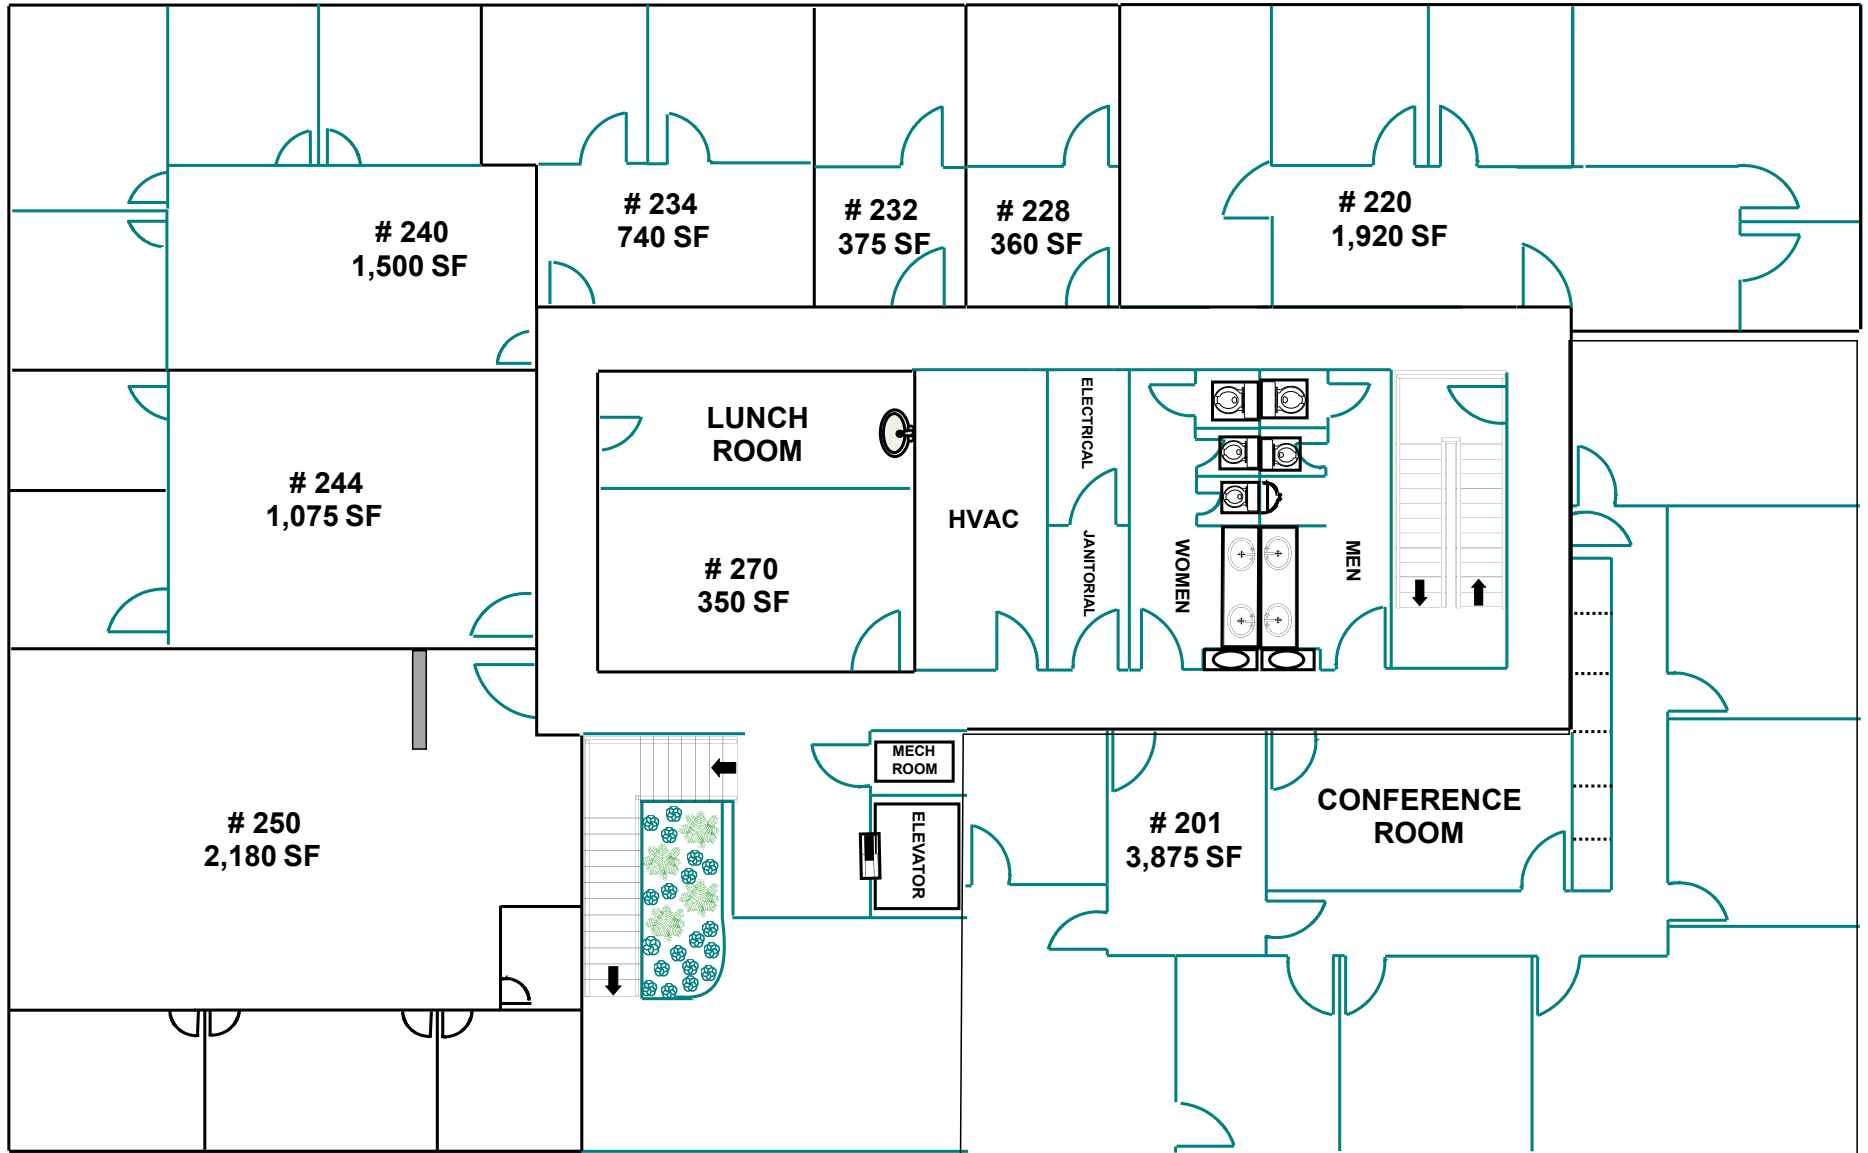 # 240
1,500 SF
# 234
740 SF
# 232
375 SF
# 228
360 SF
# 220
1,920 SF
# 244
1,075 SF
LUNCH
ROOM
# 270
350 SF
HVAC
ELECTRICAL
JANITORIAL
WOMEN
MEN
# 250
2,180 SF
MECH
ROOM
ELEVATOR
# 201
3,875 SF
CONFERENCE
ROOM